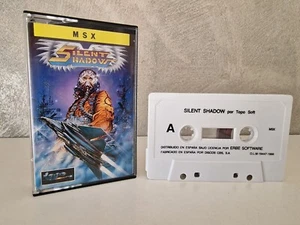 MSX
SILENT
SHADOW
SILENT SHADOW por Topo Soft
A
MSX
DISTRIBUIDO EN ESPAÑA BAJO LICENCIA POR ERBE SOFTWARE
FABRICADO EN ESPAÑA POR DISCOS CBS, S.A.